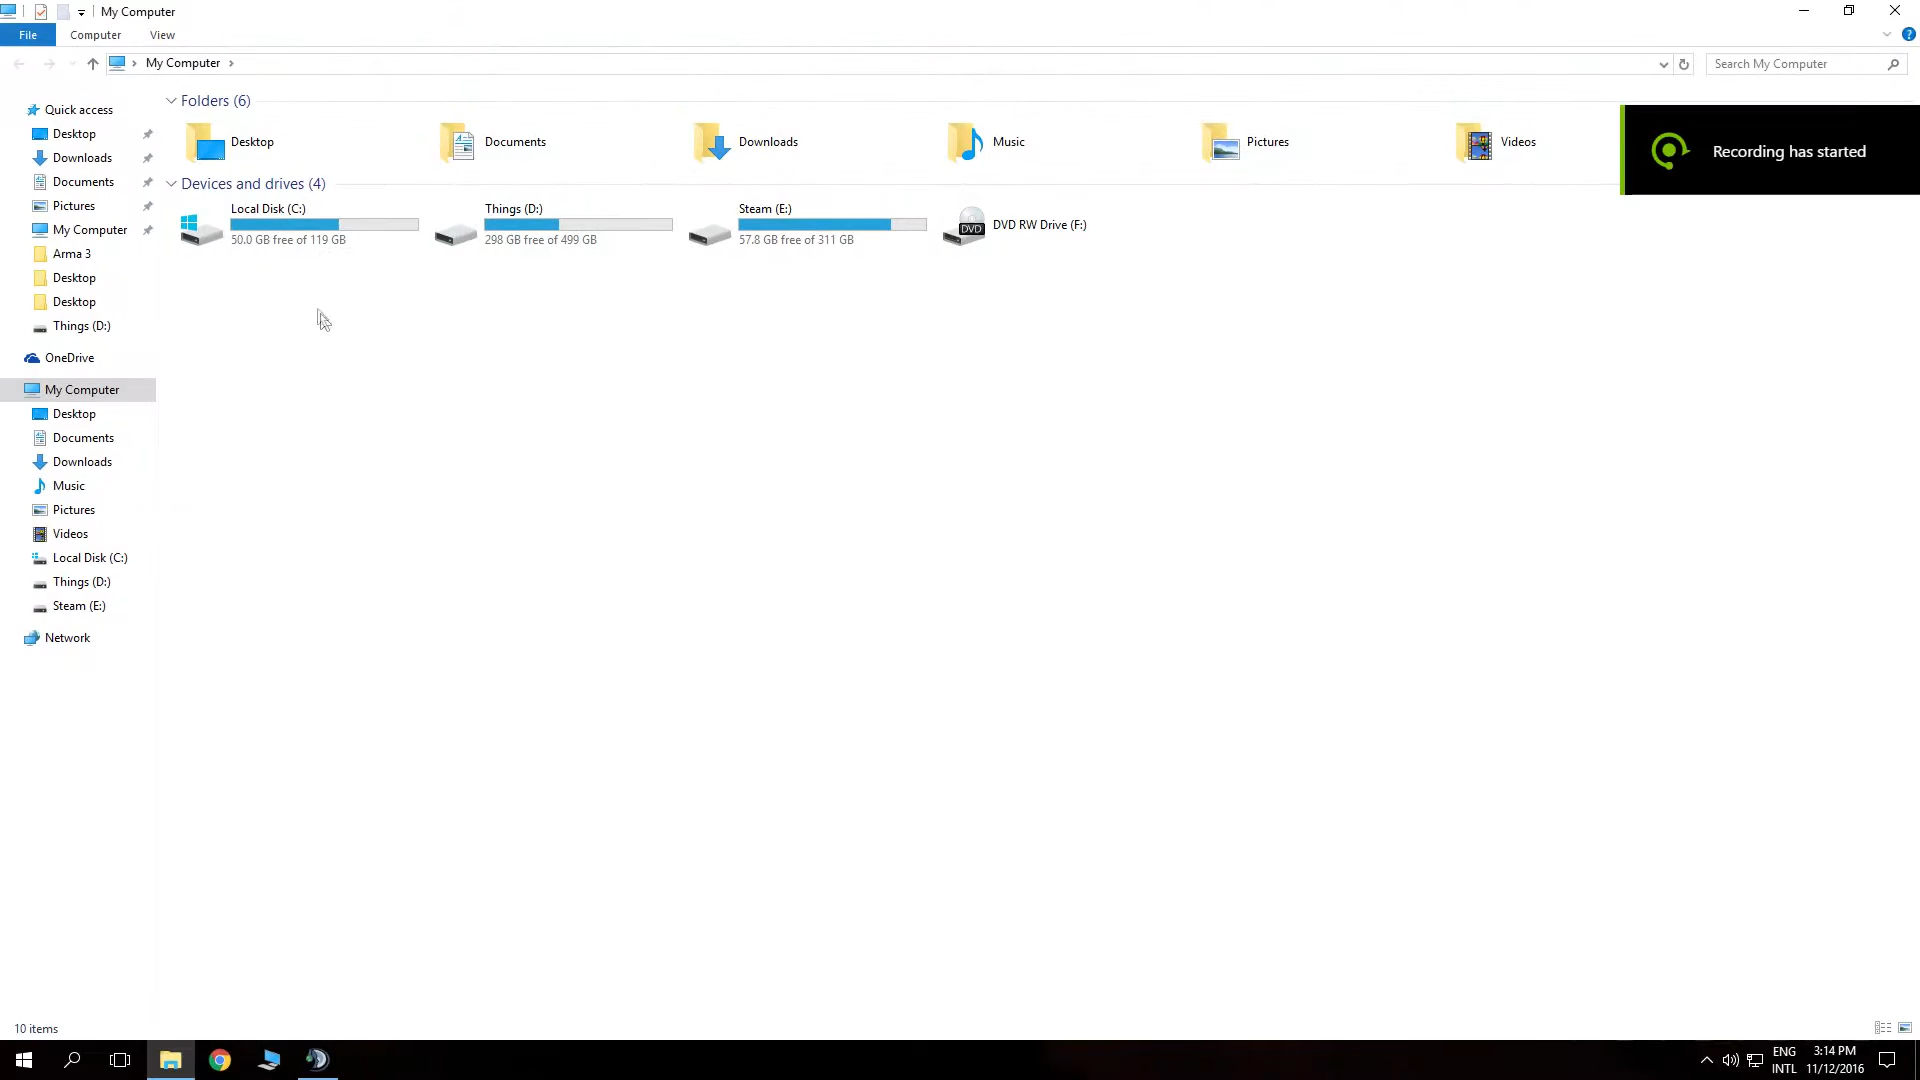 My Computer
File
Computer
View
My Computer
Search My Computer
Quick access
Desktop
Downloads
Documents
Pictures
My Computer
Arma 3
Desktop
Desktop
Things (D:)
OneDrive
My Computer
Desktop
Documents
Downloads
Music
Pictures
Videos
Local Disk (C:)
Things (D:)
Steam (E:)
Network
Folders (6)
Desktop
Documents
Downloads
Music
Pictures
Videos
Devices and drives (4)
Local Disk (C:)
50.0 GB free of 119 GB
Things (D:)
298 GB free of 499 GB
Steam (E:)
57.8 GB free of 311 GB
DVD
DVD RW Drive (F:)
Recording has started
10 items
ENG
INTL
3:14 PM
11/12/2016